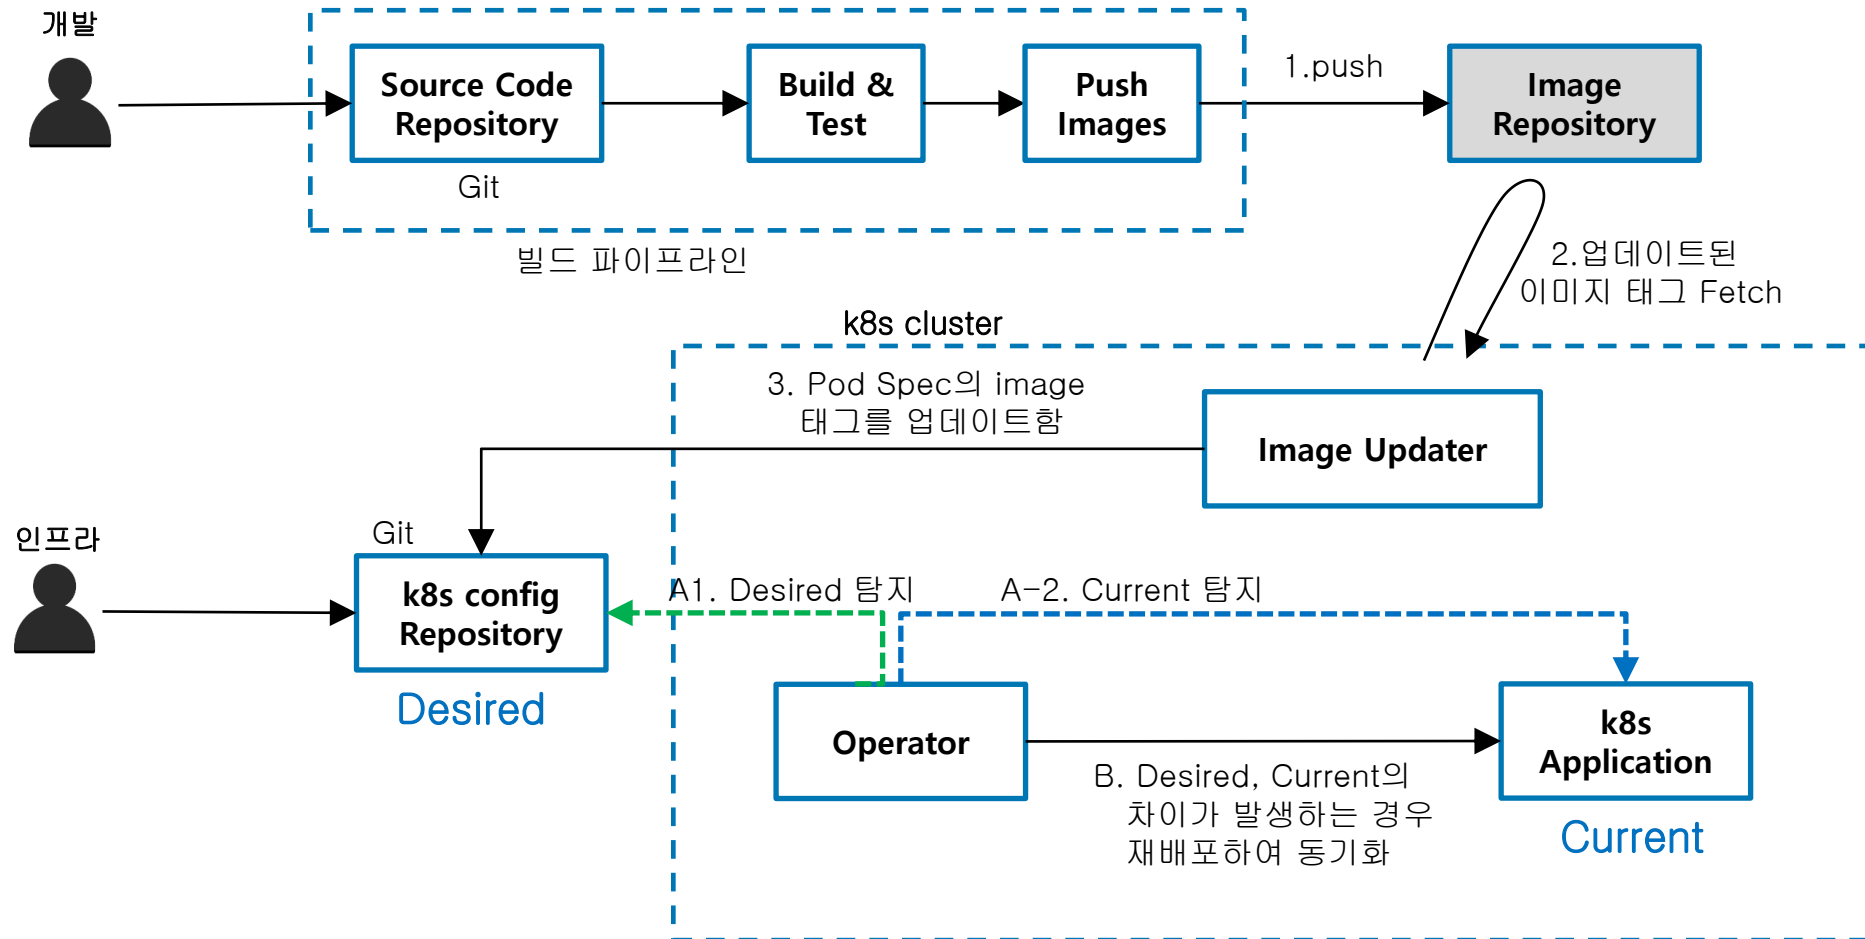 개발
Source Code
Repository
Git
Build &
Test
Push
Images
빌드 파이프라인
1.push
Image
Repository
2.업데이트된
이미지 태그 Fetch
k8s cluster
3. Pod Spec의 image
태그를 업데이트함
Image Updater
인프라
Git
k8s config
Repository
Desired
A1. Desired 탐지
A-2. Current 탐지
Operator
B. Desired, Current의
차이가 발생하는 경우
재배포하여 동기화
k8s
Application
Current